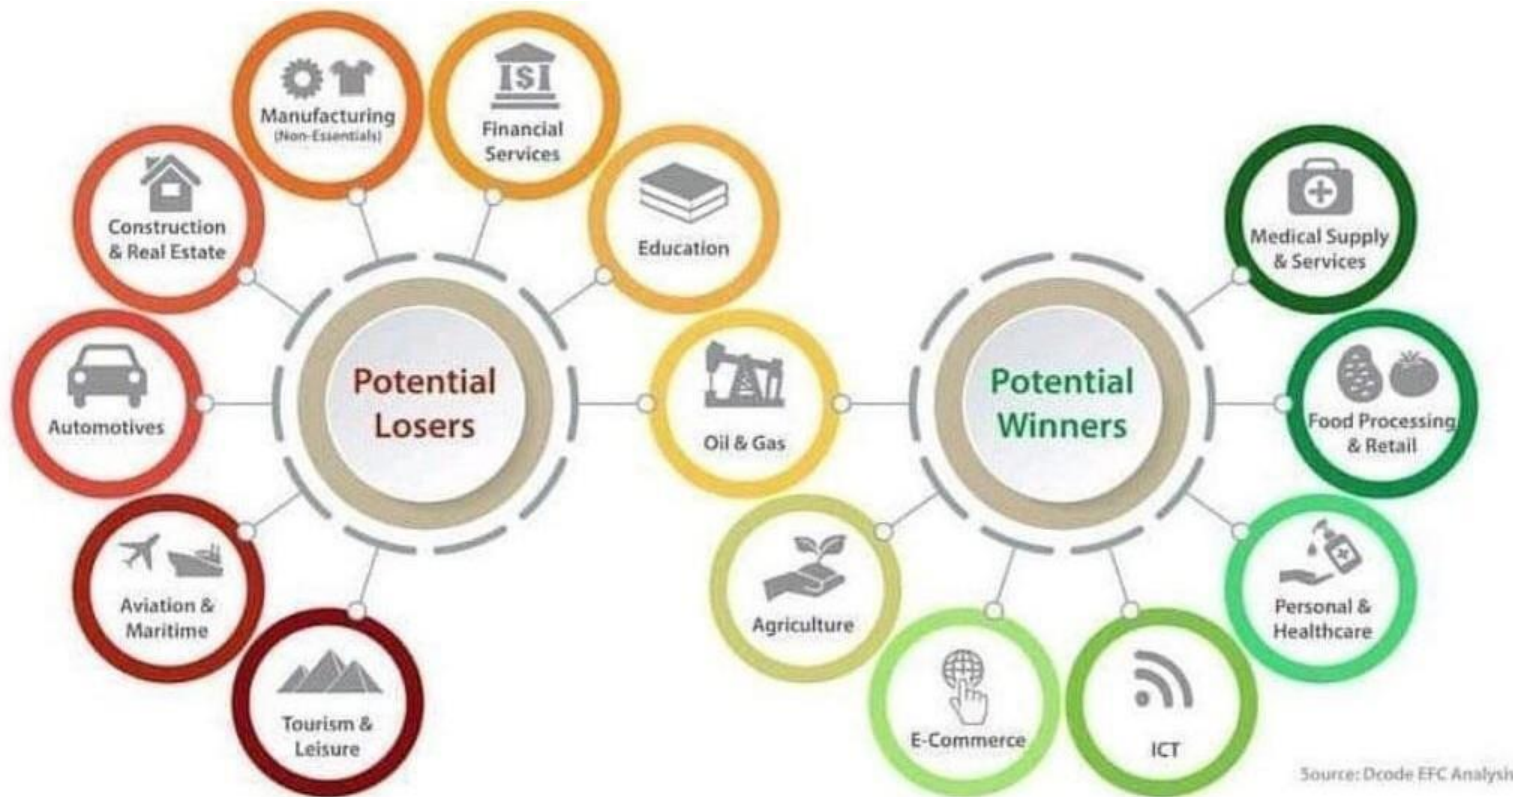 Manufacturing
(Non-Essentials)
Financial
Services
Construction
& Real Estate
Education
Medical Supply
& Services
Potential
Losers
Potential
Winners
Automotives
Oil & Gas
Food Processing
& Retail
Aviation &
Maritime
Agriculture
Personal &
Healthcare
Tourism &
Leisure
E-Commerce
ICT
Source: Dcode EFC Analysis
$